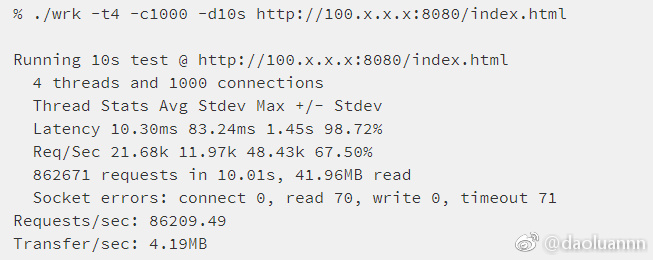 % ./wrk -t4 -c1000 -d10s http://100.x.x.x:8080/index.html
Running 10s test @ http://100.x.x.x:8080/index.html
4 threads and 1000 connections
Thread Stats Avg Stdev Max +/- Stdev
Latency 10.30ms 83.24ms 1.45s 98.72%
Req/Sec 21.68k 11.97k 48.43k 67.50%
862671 requests in 10.01s, 41.96MB read
Socket errors: connect 0, read 70, write 0, timeout 71
Requests/sec: 86209.49
Transfer/sec: 4.19MB
@daoluannn